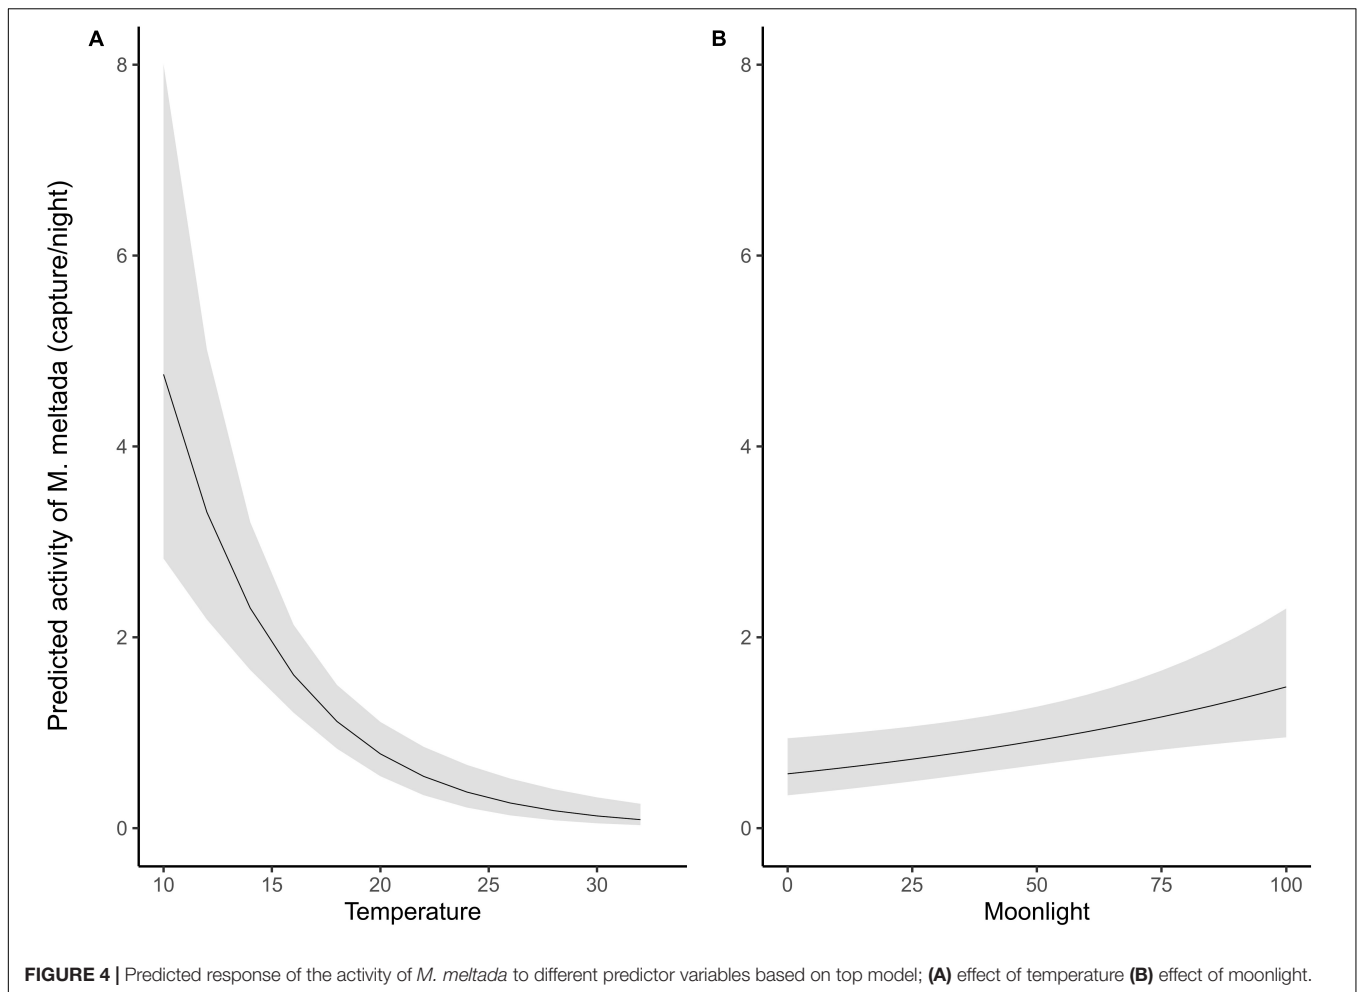 A
B
Predicted activity of M. meltada (capture/night)
8
6
4
2
0
10 15 20 25 30
Temperature
8
6
4
2
0
0 25 50 75 100
Moonlight
FIGURE 4 | Predicted response of the activity of M. meltada to different predictor variables based on top model; (A) effect of temperature (B) effect of moonlight.